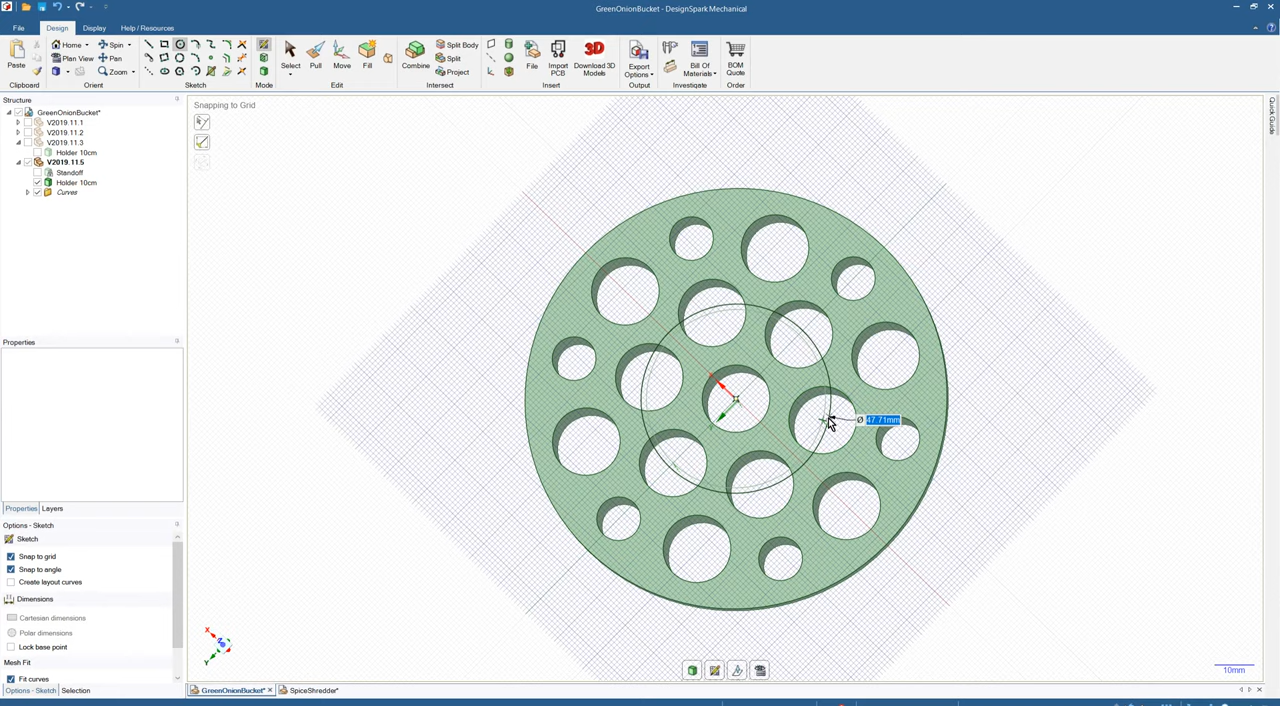 GreenOnionBucket - DesignSpark Mechanical
File Design Display Help / Resources
Paste
Clipboard
Home
Plan View
Spin
Pan
Zoom
Orient
Sketch
Mode
Select
Pull
Move
Fill
Edit
Combine
Split Body
Split
Project
Intersect
File
Import
PCB
Download 3D
Models
Insert
3D
Export
Options
Output
Bill Of
Materials
Investigate
BOM
Quote
Order
Structure
GreenOnionBucket*
V2019.11.1
V2019.11.2
V2019.11.3
Holder 10cm
V2019.11.5
Standoff
Holder 10cm
Curves
Properties
Properties Layers
Options - Sketch
Sketch
Snap to grid
Snap to angle
Create layout curves
Dimensions
Cartesian dimensions
Polar dimensions
Lock base point
Mesh Fit
Fit curves
Options - Sketch Selection
Snapping to Grid
Ø 47.71mm
X
Z
Y
10mm
GreenOnionBucket* SpiceShredder*
Quick Guide